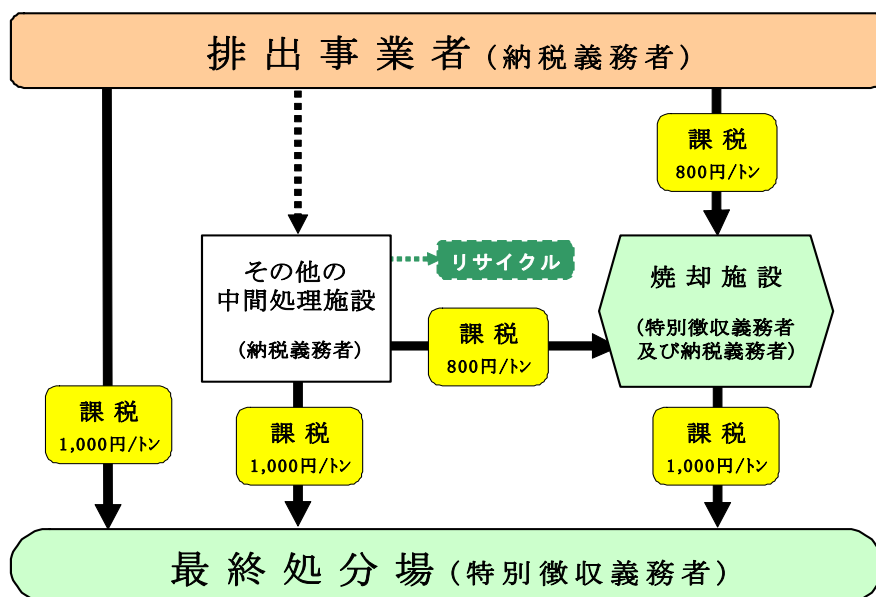 排出事業者(納税義務者)
課税
800円/トン
その他の
中間処理施設
(納税義務者)
リサイクル
焼却施設
(特別徴収義務者
及び納税義務者)
課税
800円/トン
課税
1,000円/トン
課税
1,000円/トン
課税
1,000円/トン
最終処分場(特別徴収義務者)